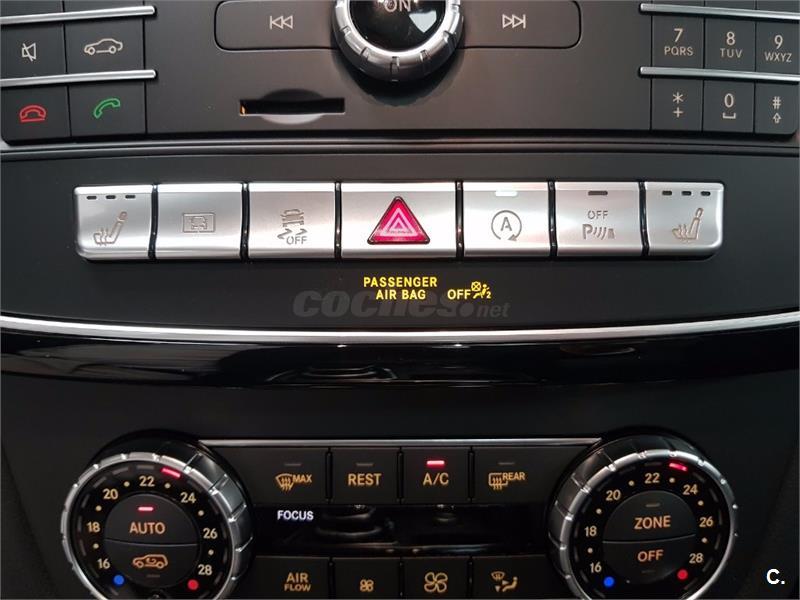 ON
7 PQRS
8 TUV
9 WXYZ
* +
0
#
OFF
A
OFF
P
PASSENGER
AIR BAG OFF 2
coches.net
MAX
REST
A/C
REAR
FOCUS
16 18 20 22 24 26 28
AUTO
16 18 20 22 24 26 28
ZONE
OFF
AIR
FLOW
C.